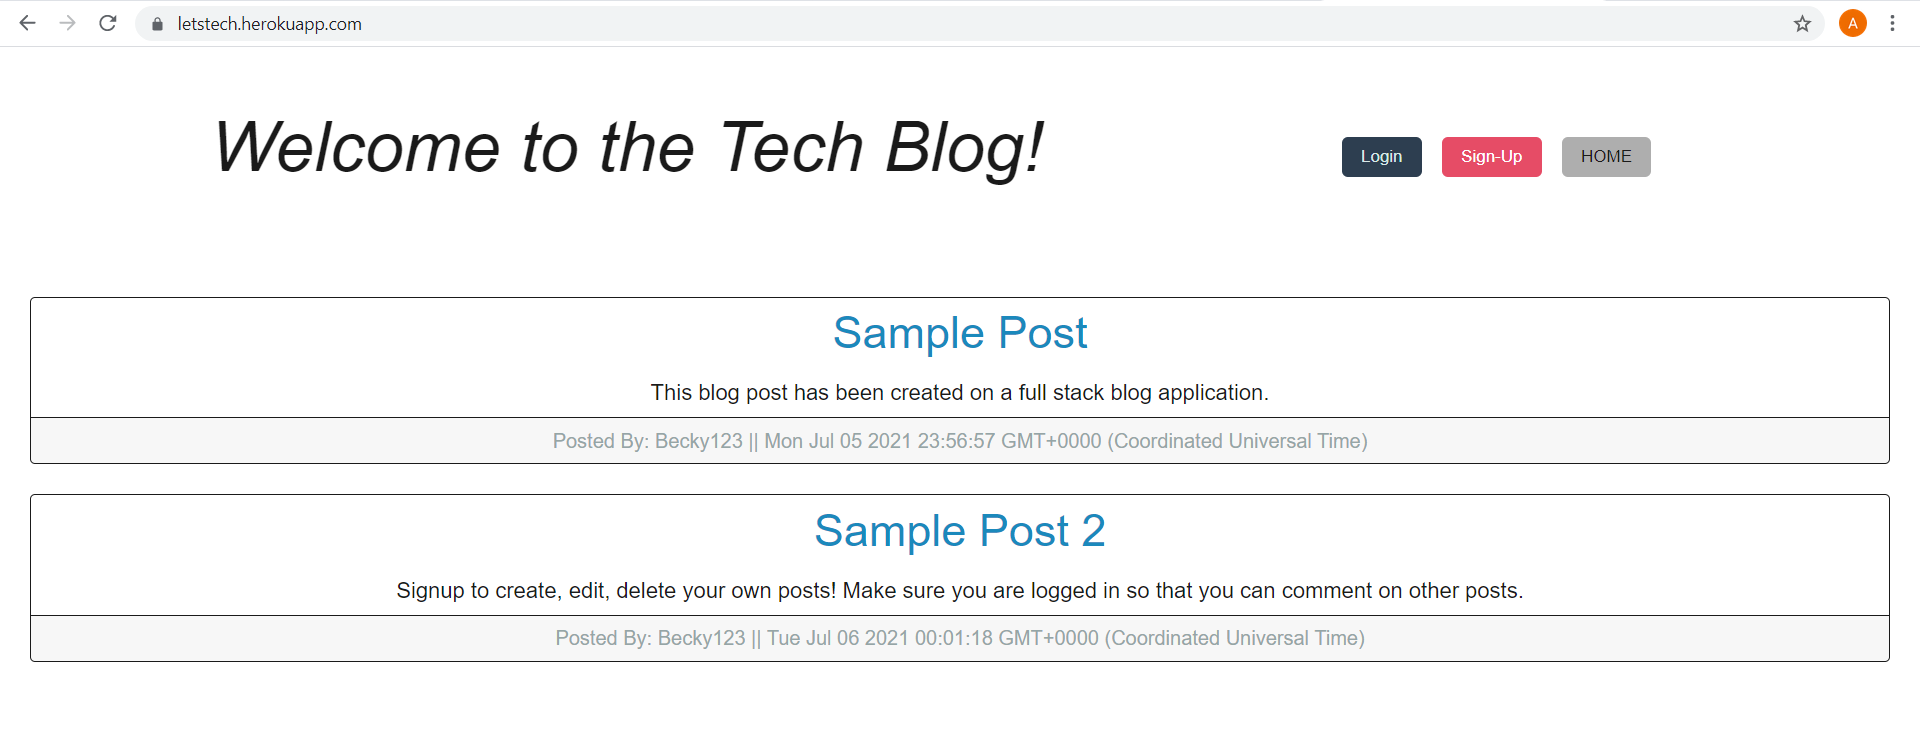 letstech.herokuapp.com
A
Welcome to the Tech Blog!
Login Sign-Up HOME
Sample Post
This blog post has been created on a full stack blog application.
Posted By: Becky123 || Mon Jul 05 2021 23:56:57 GMT+0000 (Coordinated Universal Time)
Sample Post 2
Signup to create, edit, delete your own posts! Make sure you are logged in so that you can comment on other posts.
Posted By: Becky123 || Tue Jul 06 2021 00:01:18 GMT+0000 (Coordinated Universal Time)